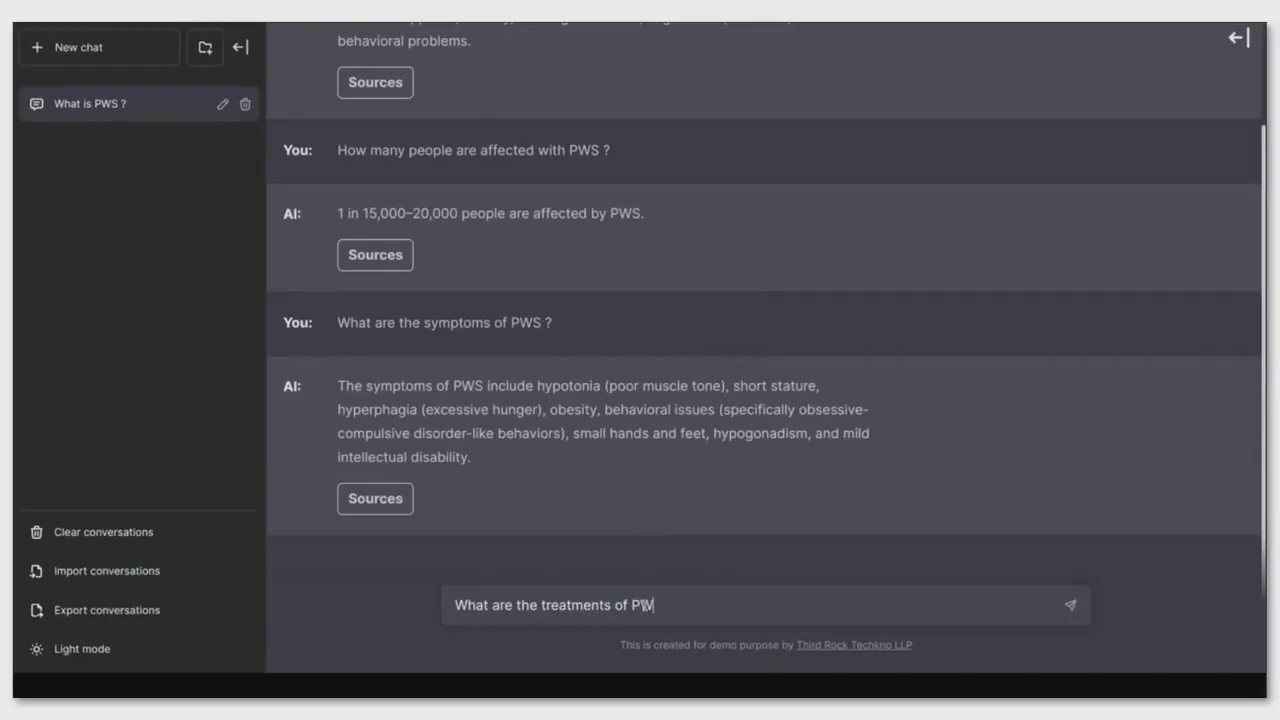 New chat
What is PWS ?
Clear conversations
Import conversations
Export conversations
Light mode
behavioral problems.
Sources
You: How many people are affected with PWS ?
AI: 1 in 15,000–20,000 people are affected by PWS.
Sources
You: What are the symptoms of PWS ?
AI: The symptoms of PWS include hypotonia (poor muscle tone), short stature,
hyperphagia (excessive hunger), obesity, behavioral issues (specifically obsessive-
compulsive disorder-like behaviors), small hands and feet, hypogonadism, and mild
intellectual disability.
Sources
What are the treatments of PW
This is created for demo purpose by Third Rock Techkno LLP